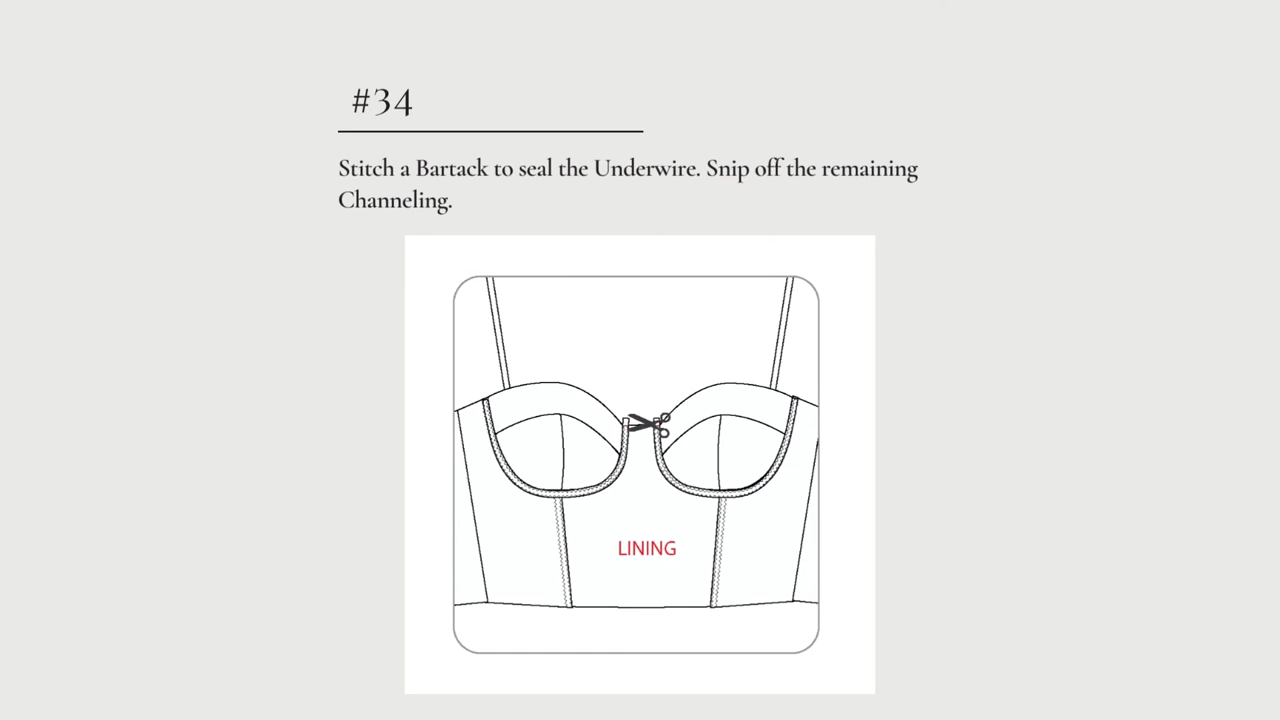 #34
Stitch a Bartack to seal the Underwire. Snip off the remaining
Channeling.
LINING